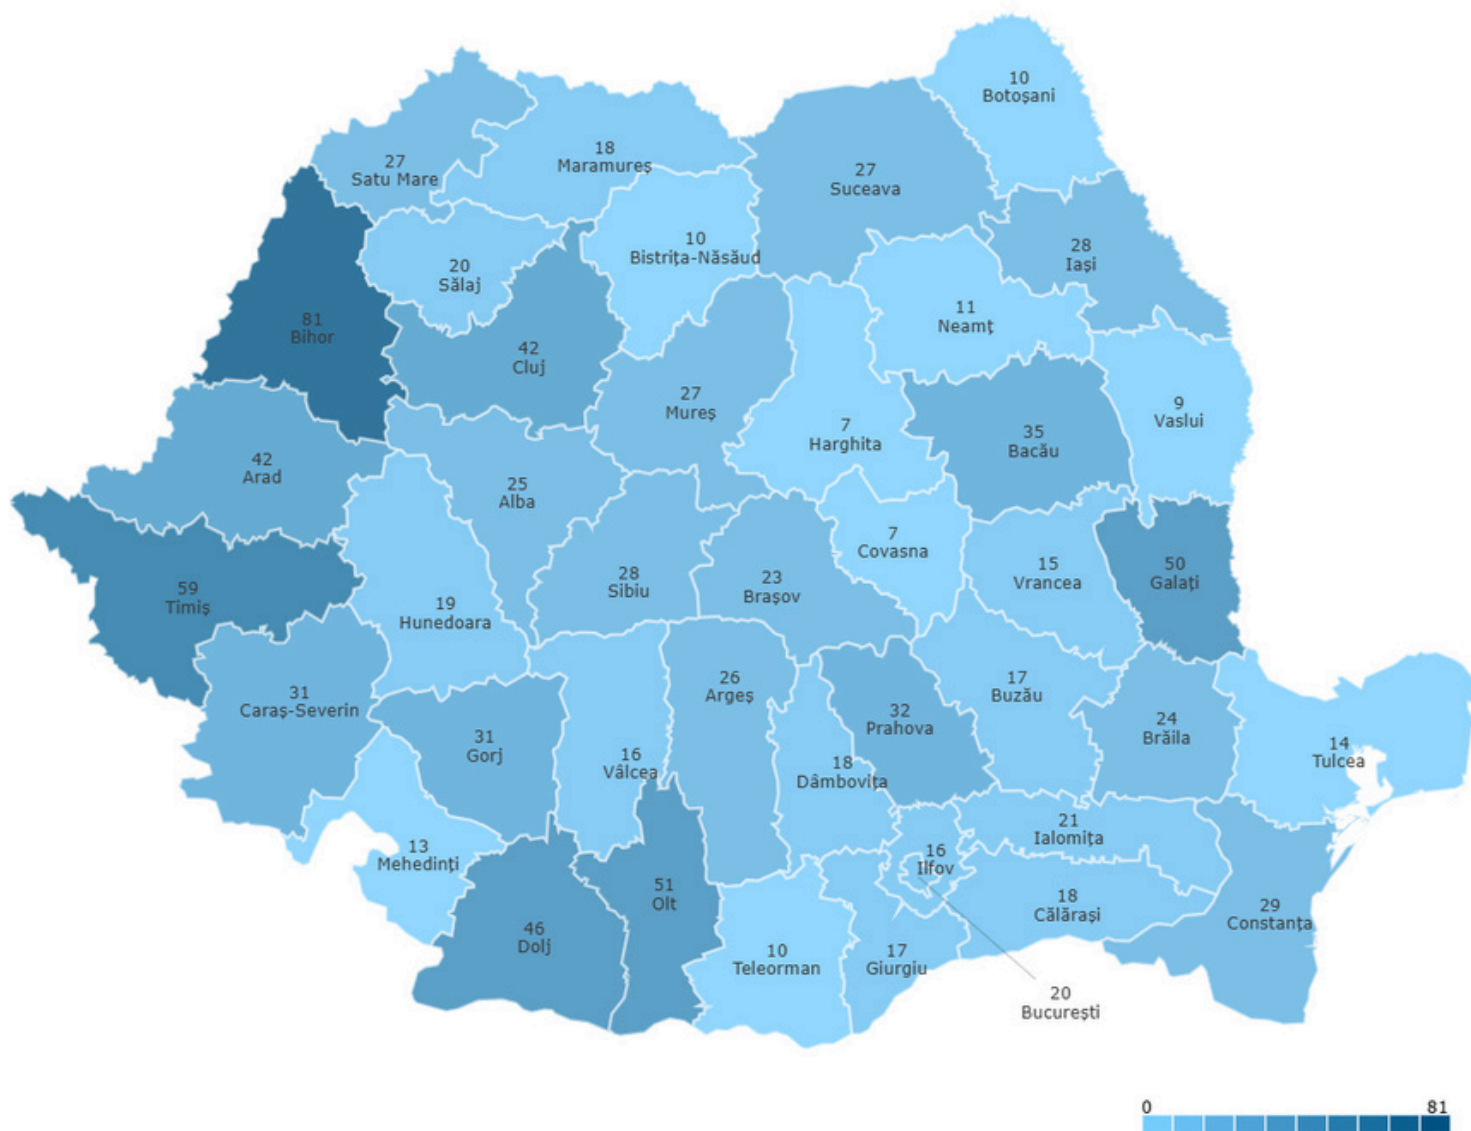 10
Botoșani
18
Maramureș
27
Satu Mare
27
Suceava
10
Bistrița-Năsăud
28
Iași
20
Sălaj
11
Neamț
81
Bihor
42
Cluj
27
Mureș
9
Vaslui
7
Harghita
35
Bacău
42
Arad
25
Alba
7
Covasna
15
Vrancea
50
Galați
59
Timiș
28
Sibiu
23
Brașov
19
Hunedoara
31
Caraș-Severin
26
Argeș
17
Buzău
32
Prahova
24
Brăila
31
Gorj
16
Vâlcea
18
Dâmbovița
14
Tulcea
21
Ialomița
13
Mehedinți
16
Ilfov
51
Olt
18
Călărași
29
Constanța
46
Dolj
10
Teleorman
17
Giurgiu
20
București
0 81